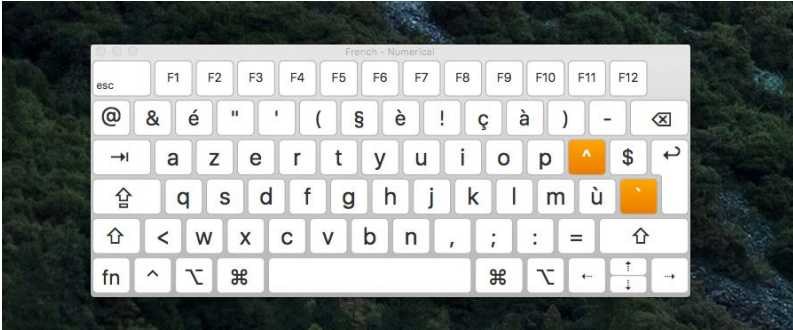 French - Numerical
esc F1 F2 F3 F4 F5 F6 F7 F8 F9 F10 F11 F12
@ & é " ' ( § è ! ç à ) - ⌫
⇥ a z e r t y u i o p ^ $ ↩
⇪ q s d f g h j k l m ù `
⇧ < w x c v b n , ; : = ⇧
fn ^ ⌥ ⌘ ⌘ ⌥ ⇠ ⇡ ⇣ ⇢